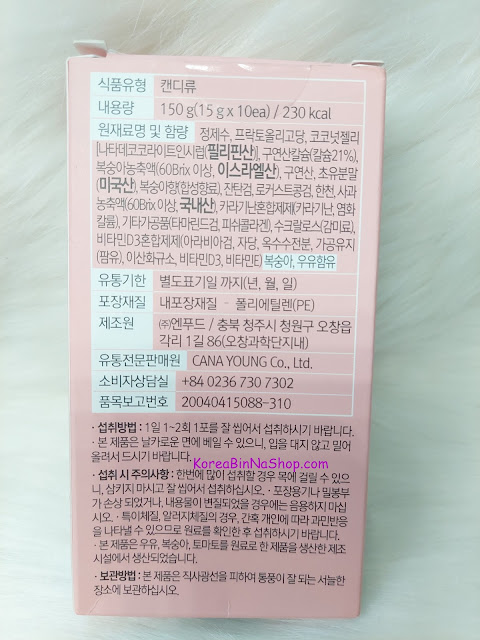 식품유형 캔디류
내용량 150 g(15 g x 10ea) / 230 kcal
원재료명 및 함량 정제수, 프락토올리고당, 코코넛젤리
[나타데코코라이트인시럽(필리핀산)], 구연산칼슘(칼슘21%),
복숭아농축액(60Brix 이상, 이스라엘산), 구연산, 초유분말
(미국산), 복숭아향(합성향료), 잔탄검, 로커스트콩검, 한천, 사과
농축액(60Brix 이상, 국내산), 카라기난혼합제제(카라기난, 염화
칼륨), 기타가공품(타마린드검, 피쉬콜라겐), 수크랄로스(감미료),
비타민D3혼합제제(아라비아검, 자당, 옥수수전분, 가공유지
(팜유), 이산화규소, 비타민D3, 비타민E) 복숭아, 우유함유
유통기한 별도표기일 까지(년, 월, 일)
포장재질 내포장재질 - 폴리에틸렌(PE)
제조원 ㈜엔푸드 / 충북 청주시 청원구 오창읍
각리 1길 86(오창과학단지내)
유통전문판매원 CANA YOUNG Co., Ltd.
소비자상담실 +84 0236 730 7302
품목보고번호 20040415088-310
· 섭취방법 : 1일 1~2회 1포를 잘 씹어서 섭취하시기 바랍니다.
· 본 제품은 날카로운 면에 베일 수 있으니, 입을 대지 않고 밀어
올려서 드시기 바랍니다.
KoreaBinNaShop.com
· 섭취 시 주의사항 : 한번에 많이 섭취할 경우 목에 걸릴 수 있으
니, 삼키지 마시고 잘 씹어서 섭취하십시오. · 포장용기나 밀봉부
가 손상 되었거나, 내용물이 변질되었을 경우에는 음용하지 마십
시오. · 특이체질, 알러지체질의 경우, 간혹 개인에 따라 과민반응
을 나타낼 수 있으므로 원료를 확인한 후 섭취하시기 바랍니다.
· 본 제품은 우유, 복숭아, 토마토를 원료로 한 제품을 생산한 제조
시설에서 생산되었습니다.
· 보관방법 : 본 제품은 직사광선을 피하여 통풍이 잘 되는 서늘한
장소에 보관하십시오.